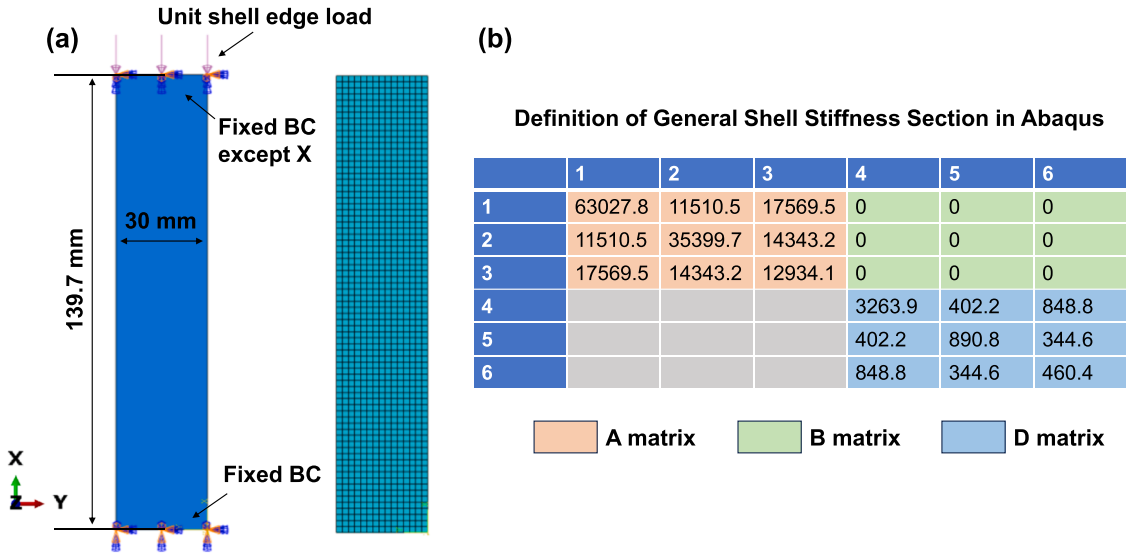 Unit shell edge load
(a)
Fixed BC
except X
30 mm
139.7 mm
Fixed BC
X
Z
Y
(b)
Definition of General Shell Stiffness Section in Abaqus
1 2 3 4 5 6
1 63027.8 11510.5 17569.5 0 0 0
2 11510.5 35399.7 14343.2 0 0 0
3 17569.5 14343.2 12934.1 0 0 0
4 3263.9 402.2 848.8
5 402.2 890.8 344.6
6 848.8 344.6 460.4
A matrix
B matrix
D matrix